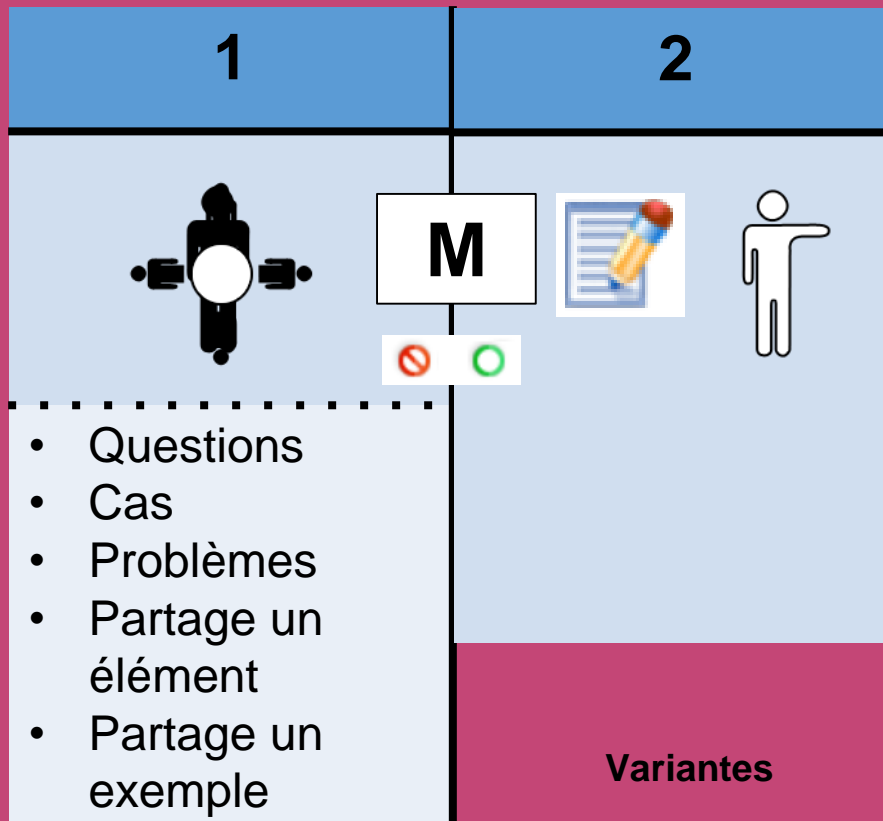 1
2
M
• Questions
• Cas
• Problèmes
• Partage un
élément
• Partage un
exemple
Variantes